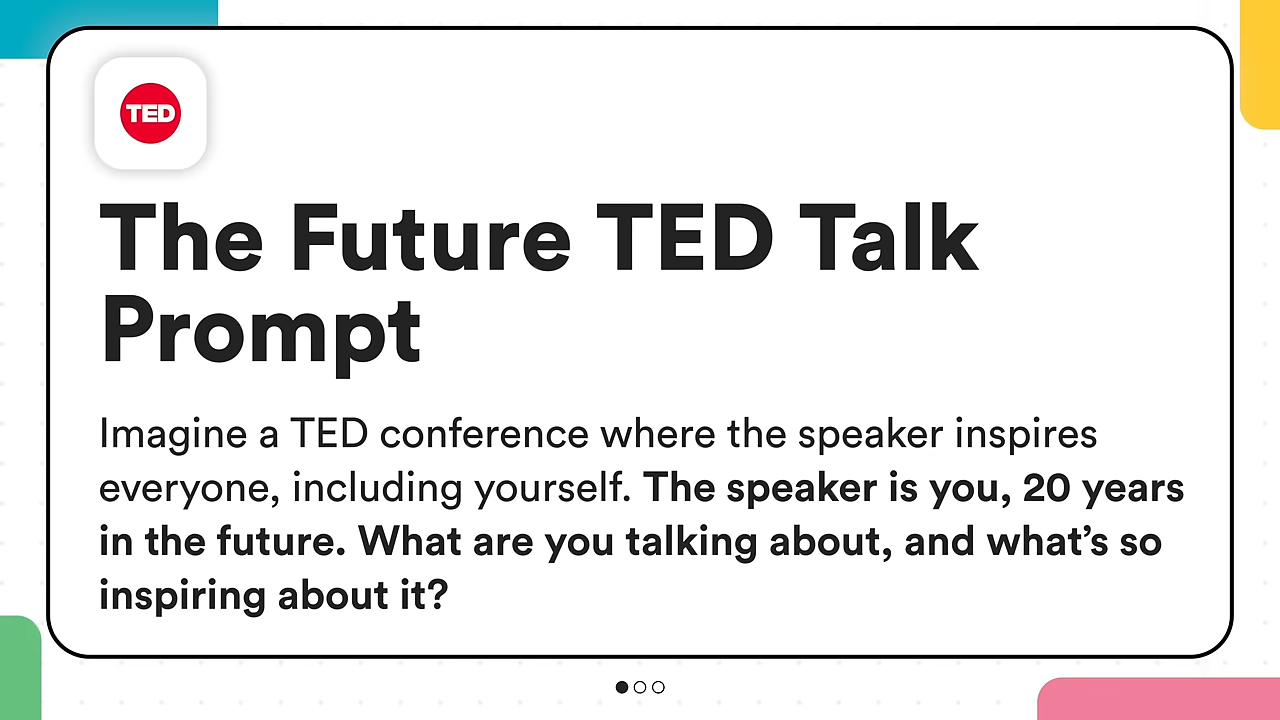 TED
The Future TED Talk
Prompt
Imagine a TED conference where the speaker inspires
everyone, including yourself. The speaker is you, 20 years
in the future. What are you talking about, and what’s so
inspiring about it?